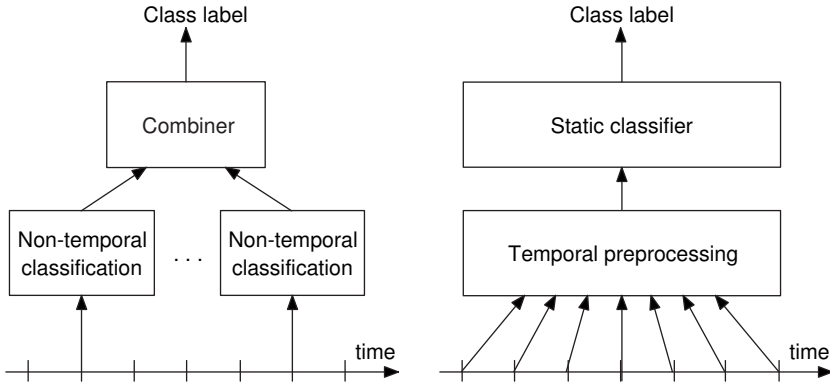 Class label
Combiner
Non-temporal
classification
. . .
Non-temporal
classification
time
Class label
Static classifier
Temporal preprocessing
time